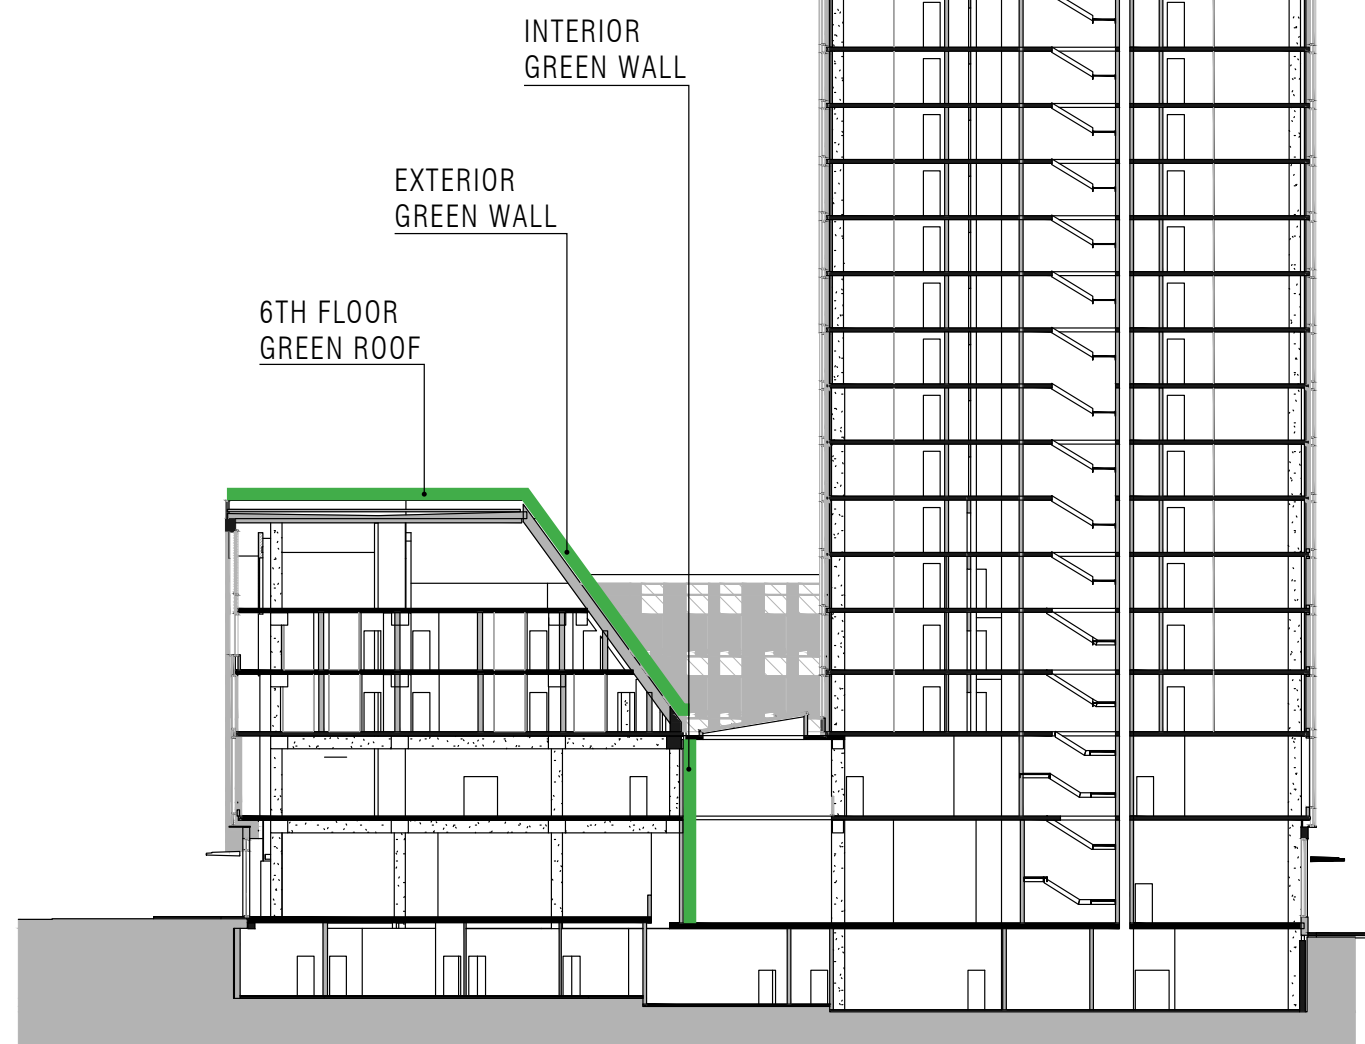 INTERIOR
GREEN WALL
EXTERIOR
GREEN WALL
6TH FLOOR
GREEN ROOF